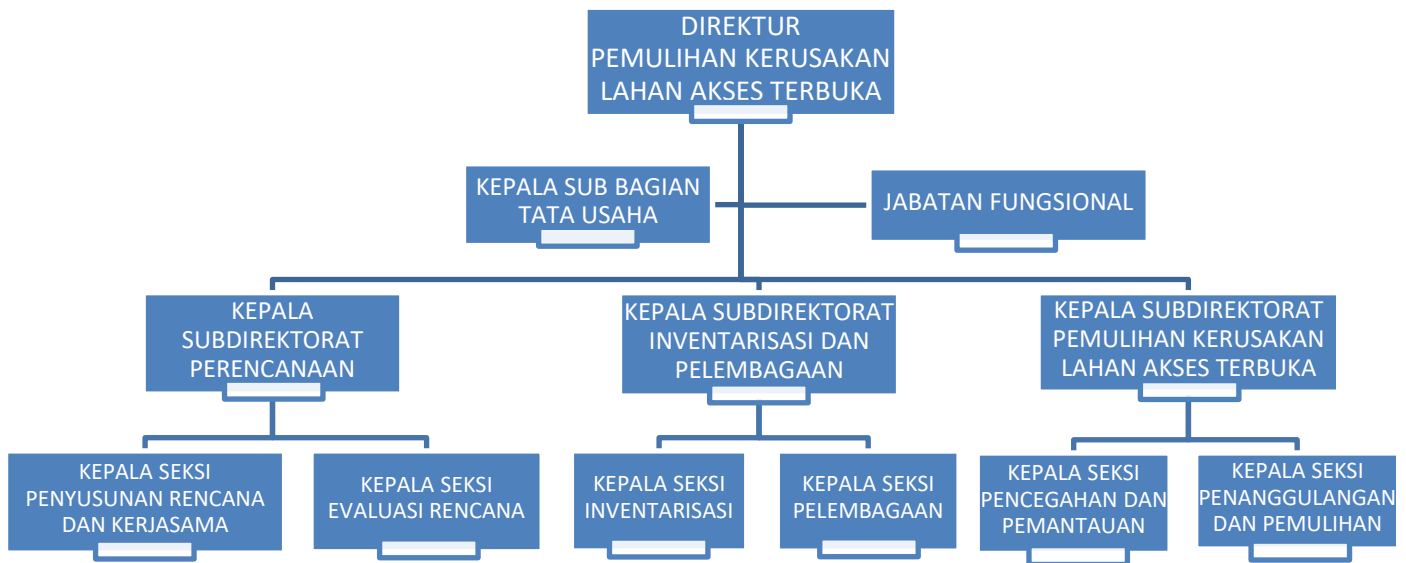 DIREKTUR
PEMULIHAN KERUSAKAN
LAHAN AKSES TERBUKA
KEPALA SUB BAGIAN
TATA USAHA
JABATAN FUNGSIONAL
KEPALA
SUBDIREKTORAT
PERENCANAAN
KEPALA SUBDIREKTORAT
INVENTARISASI DAN
PELEMBAGAAN
KEPALA SUBDIREKTORAT
PEMULIHAN KERUSAKAN
LAHAN AKSES TERBUKA
KEPALA SEKSI
PENYUSUNAN RENCANA
DAN KERJASAMA
KEPALA SEKSI
EVALUASI RENCANA
KEPALA SEKSI
INVENTARISASI
KEPALA SEKSI
PELEMBAGAAN
KEPALA SEKSI
PENCEGAHAN DAN
PEMANTAUAN
KEPALA SEKSI
PENANGGULANGAN
DAN PEMULIHAN